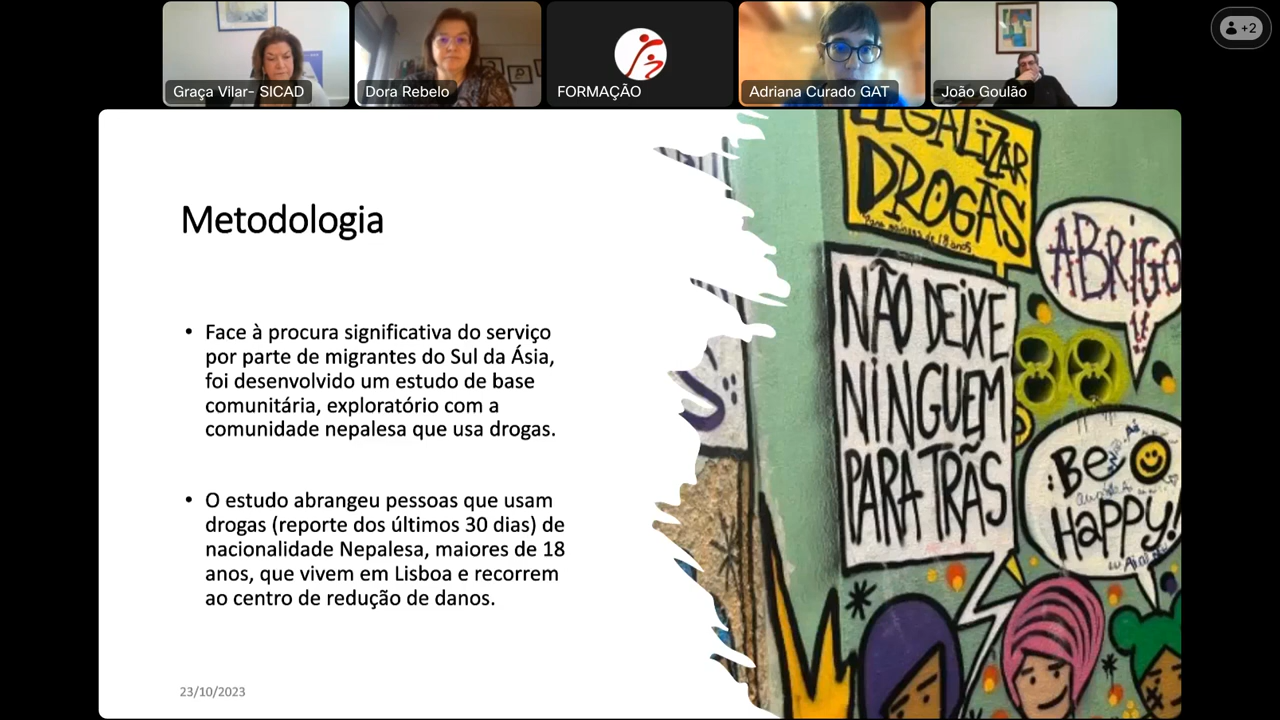 +2
Graça Vilar- SICAD
Dora Rebelo
FORMAÇÃO
Adriana Curado GAT
João Goulão
Metodologia
• Face à procura significativa do serviço
por parte de migrantes do Sul da Ásia,
foi desenvolvido um estudo de base
comunitária, exploratório com a
comunidade nepalesa que usa drogas.
• O estudo abrangeu pessoas que usam
drogas (reporte dos últimos 30 dias) de
nacionalidade Nepalesa, maiores de 18
anos, que vivem em Lisboa e recorrem
ao centro de redução de danos.
23/10/2023
LEGALIZAR
DROGAS
de 18 anos
ABRIGO
NÃO DEIXE
NINGUEM
PARA TRÃS
Be
Happy!